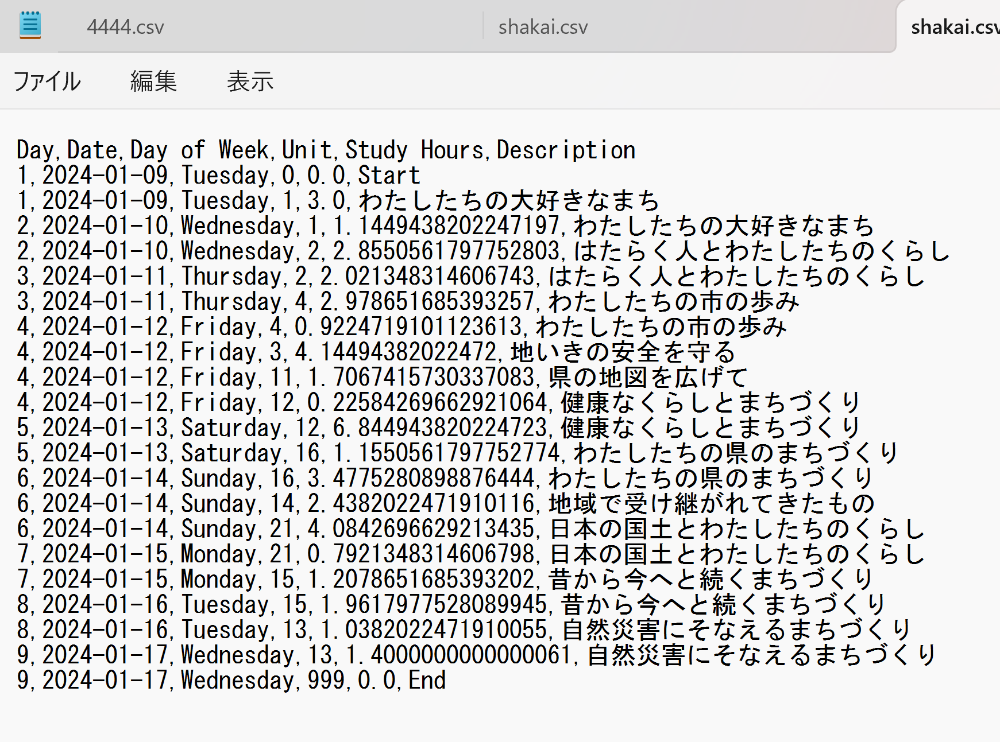 4444.csv
shakai.csv
shakai.csv
ファイル
編集
表示
Day,Date,Day of Week,Unit,Study Hours,Description
1,2024-01-09,Tuesday,0,0.0,Start
1,2024-01-09,Tuesday,1,3.0,わたしたちの大好きなまち
2,2024-01-10,Wednesday,1,1.1449438202247197,わたしたちの大好きなまち
2,2024-01-10,Wednesday,2,2.8550561797752803,はたらく人とわたしたちのくらし
3,2024-01-11,Thursday,2,2.021348314606743,はたらく人とわたしたちのくらし
3,2024-01-11,Thursday,4,2.978651685393257,わたしたちの市の歩み
4,2024-01-12,Friday,4,0.9224719101123613,わたしたちの市の歩み
4,2024-01-12,Friday,3,4.14494382022472,地いきの安全を守る
4,2024-01-12,Friday,11,1.7067415730337083,県の地図を広げて
4,2024-01-12,Friday,12,0.22584269662921064,健康なくらしとまちづくり
5,2024-01-13,Saturday,12,6.844943820224723,健康なくらしとまちづくり
5,2024-01-13,Saturday,16,1.1550561797752774,わたしたちの県のまちづくり
6,2024-01-14,Sunday,16,3.4775280898876444,わたしたちの県のまちづくり
6,2024-01-14,Sunday,14,2.4382022471910116,地域で受け継がれてきたもの
6,2024-01-14,Sunday,21,4.0842696629213435,日本の国土とわたしたちのくらし
7,2024-01-15,Monday,21,0.7921348314606798,日本の国土とわたしたちのくらし
7,2024-01-15,Monday,15,1.2078651685393202,昔から今へと続くまちづくり
8,2024-01-16,Tuesday,15,1.9617977528089945,昔から今へと続くまちづくり
8,2024-01-16,Tuesday,13,1.0382022471910055,自然災害にそなえるまちづくり
9,2024-01-17,Wednesday,13,1.4000000000000061,自然災害にそなえるまちづくり
9,2024-01-17,Wednesday,999,0.0,End